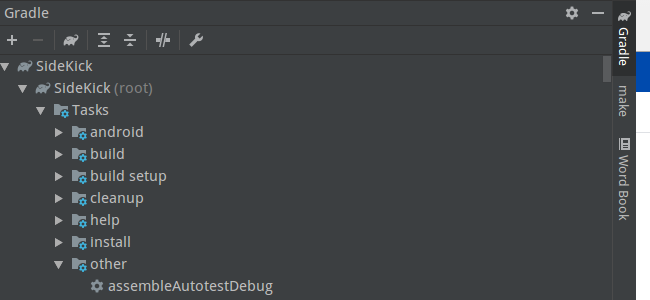 Gradle
SideKick
SideKick (root)
Tasks
android
build
build setup
cleanup
help
install
other
assembleAutotestDebug
Gradle
make
Word Book